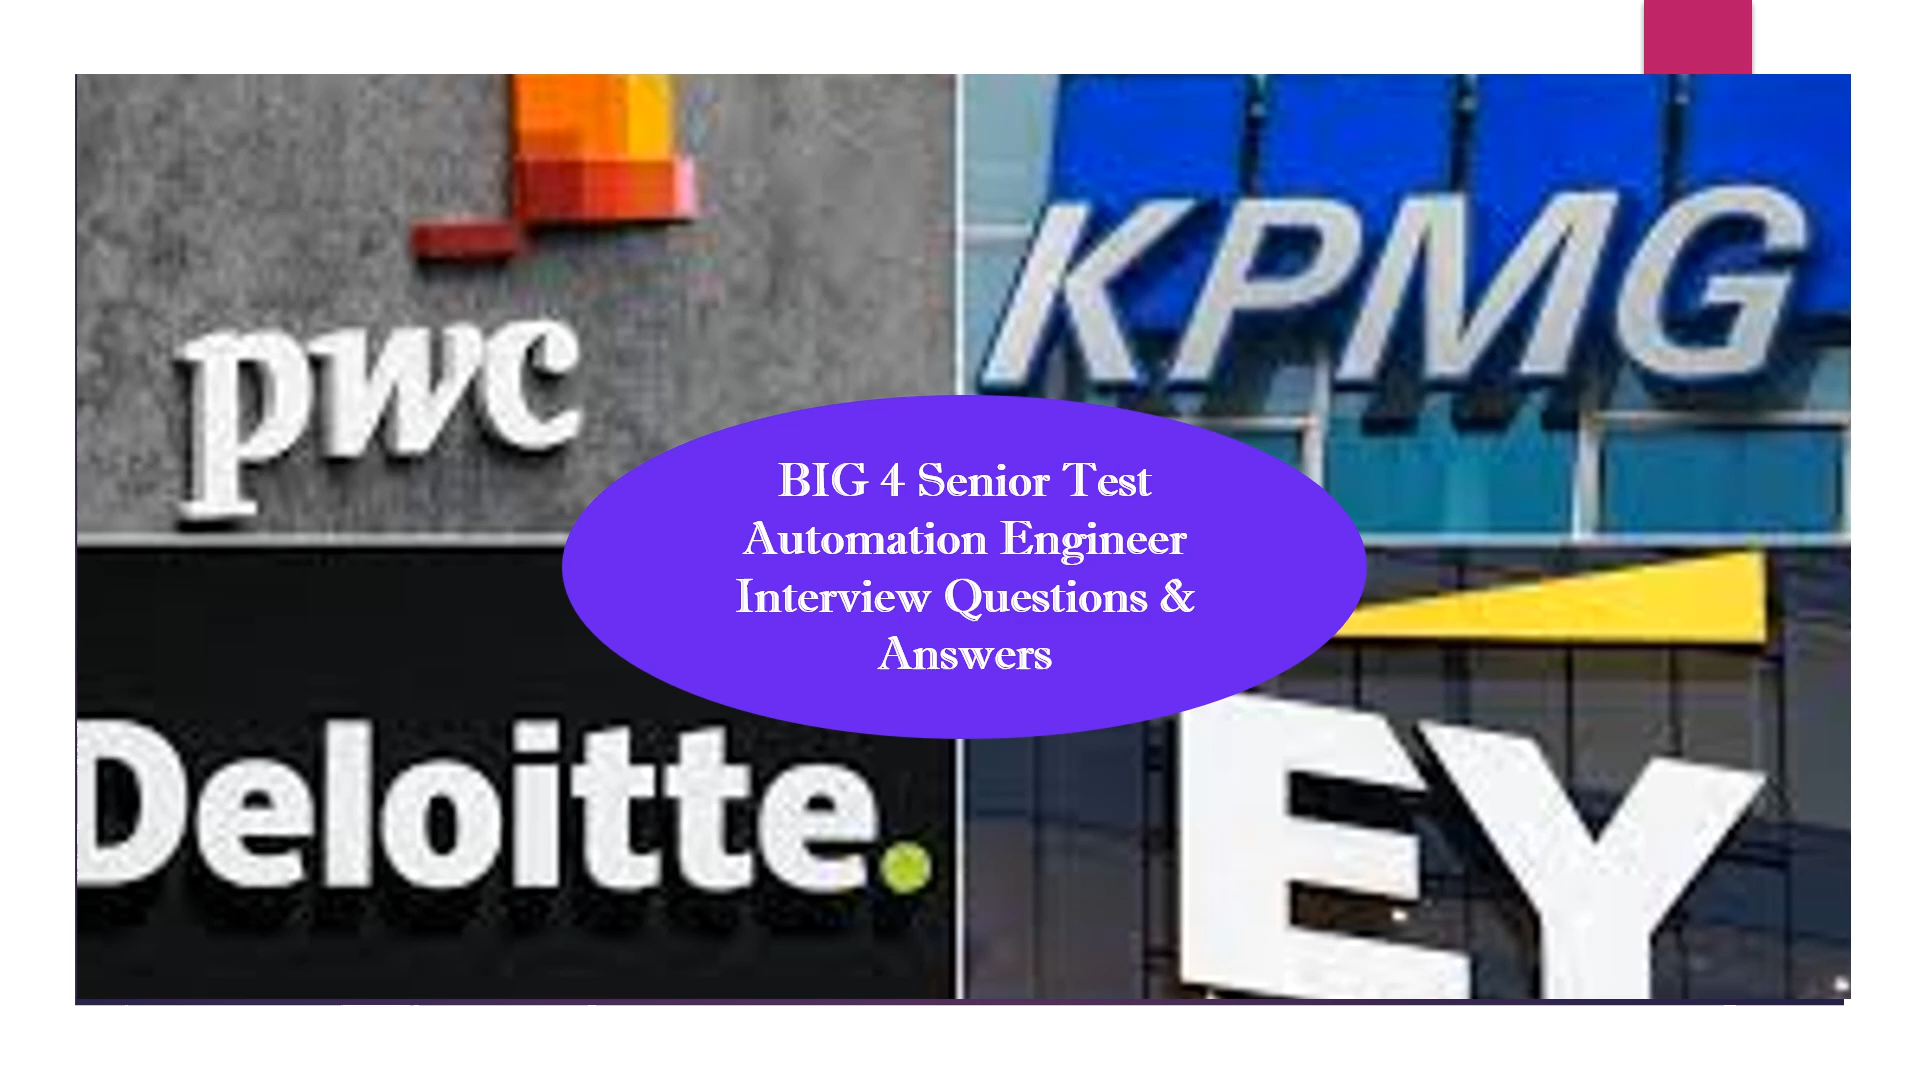 pwc
KPMG
BIG 4 Senior Test
Automation Engineer
Interview Questions &
Answers
Deloitte.
EY